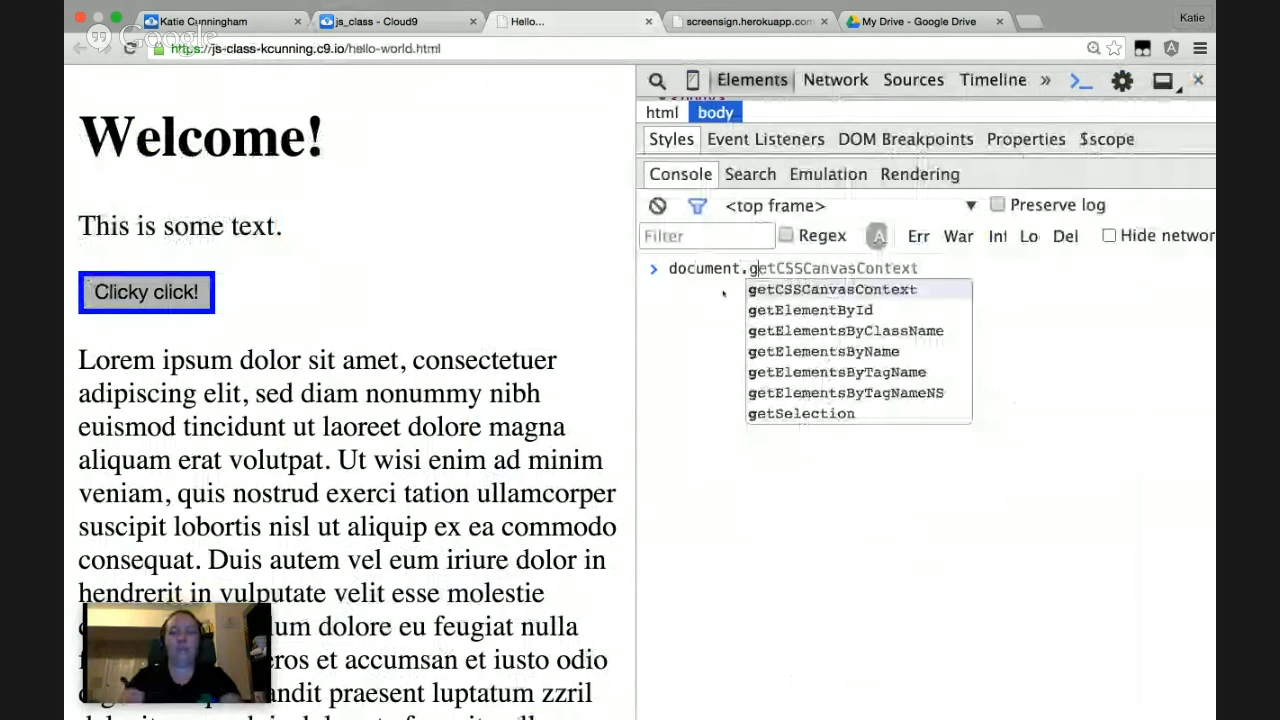 Katie Cunningham
js_class - Cloud9
Hello...
screensign.herokuapp.com
My Drive - Google Drive
Katie
Google
https://js-class-kcunning.c9.io/hello-world.html
Welcome!
This is some text.
Clicky click!
Lorem ipsum dolor sit amet, consectetuer
adipiscing elit, sed diam nonummy nibh
euismod tincidunt ut laoreet dolore magna
aliquam erat volutpat. Ut wisi enim ad minim
veniam, quis nostrud exerci tation ullamcorper
suscipit lobortis nisl ut aliquip ex ea commodo
consequat. Duis autem vel eum iriure dolor in
hendrerit in vulputate velit esse molestie
dolore eu feugiat nulla
eros et accumsan et iusto odio
praesent luptatum zzril
Elements Network Sources Timeline »
html body
Styles Event Listeners DOM Breakpoints Properties $scope
Console Search Emulation Rendering
<top frame> Preserve log
Filter Regex A Err War Inf Lo Del Hide networ
> document.getCSSCanvasContext
getCSSCanvasContext
getElementById
getElementsByClassName
getElementsByName
getElementsByTagName
getElementsByTagNameNS
getSelection